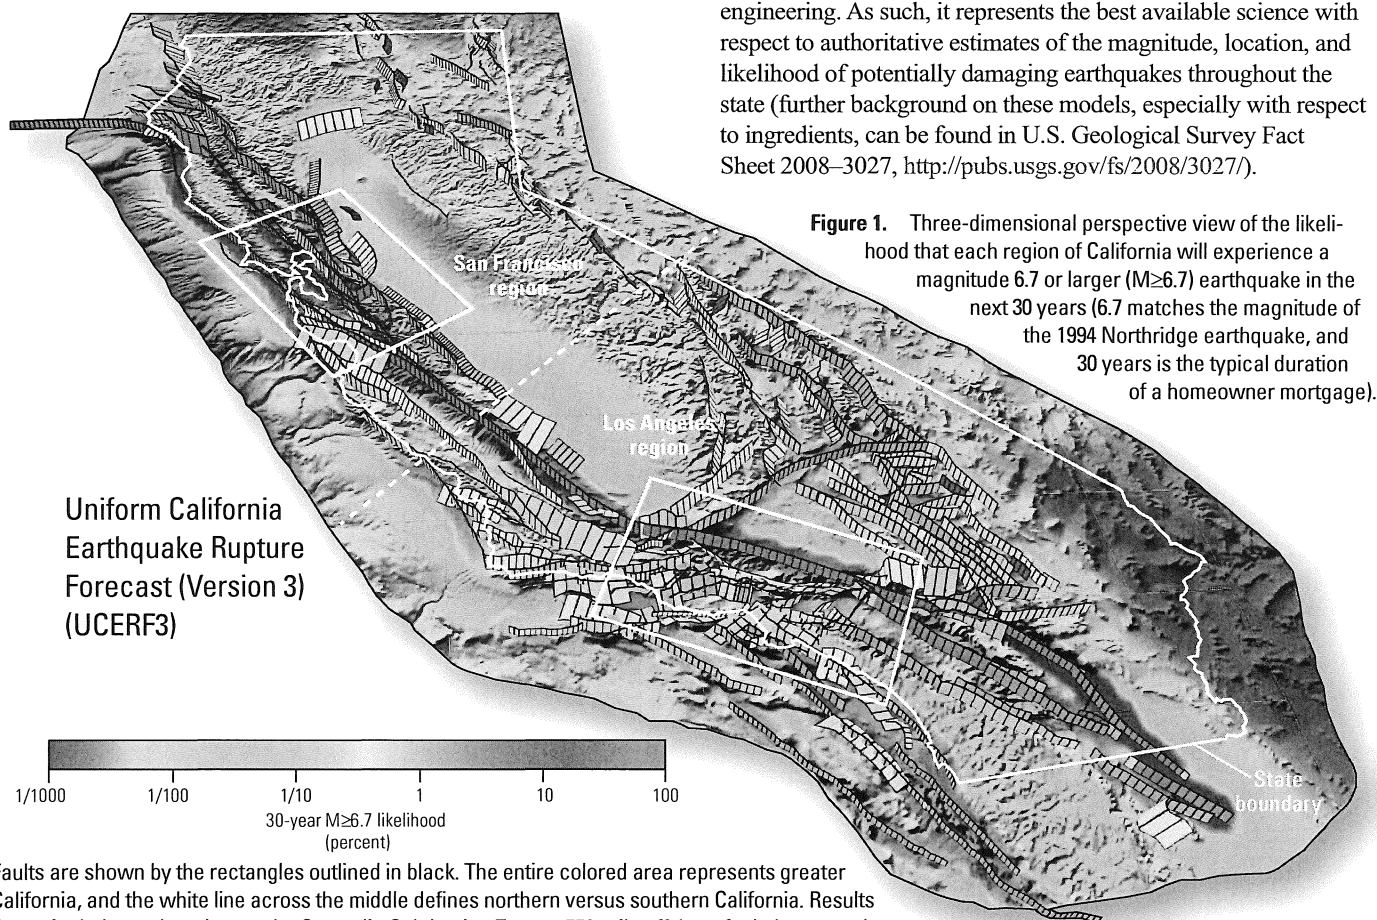 engineering. As such, it represents the best available science with
respect to authoritative estimates of the magnitude, location, and
likelihood of potentially damaging earthquakes throughout the
state (further background on these models, especially with respect
to ingredients, can be found in U.S. Geological Survey Fact
Sheet 2008–3027, http://pubs.usgs.gov/fs/2008/3027/).
Figure 1. Three-dimensional perspective view of the likeli-
hood that each region of California will experience a
magnitude 6.7 or larger (M≥6.7) earthquake in the
next 30 years (6.7 matches the magnitude of
the 1994 Northridge earthquake, and
30 years is the typical duration
of a homeowner mortgage).
San Francisco
region
Los Angeles
region
Uniform California
Earthquake Rupture
Forecast (Version 3)
(UCERF3)
State
boundary
1/1000 1/100 1/10 1 10 100
30-year M≥6.7 likelihood
(percent)
Faults are shown by the rectangles outlined in black. The entire colored area represents greater
California, and the white line across the middle defines northern versus southern California. Results